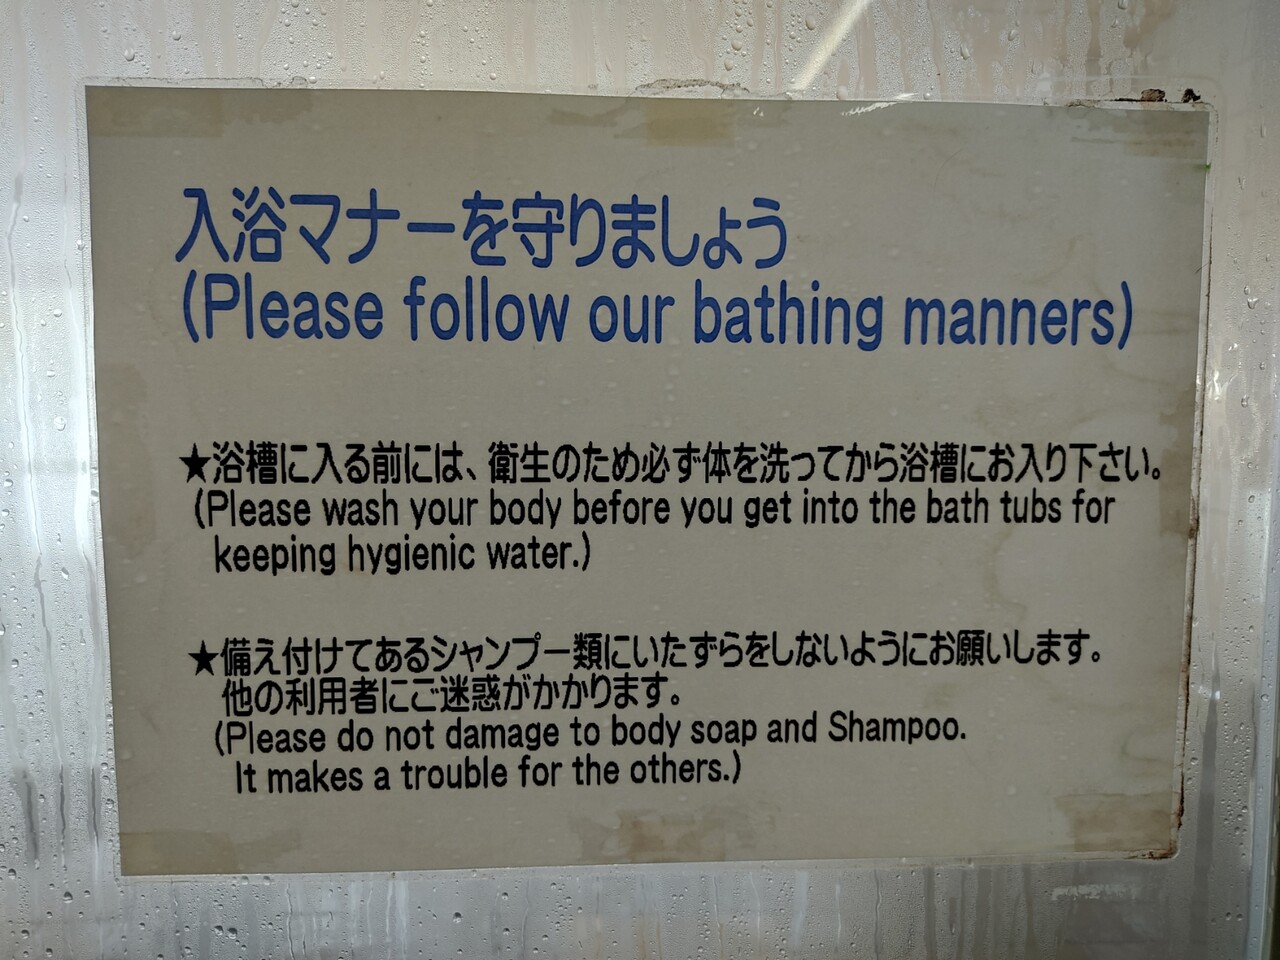 入浴マナーを守りましょう
(Please follow our bathing manners)
★浴槽に入る前には、衛生のため必ず体を洗ってから浴槽にお入り下さい。
(Please wash your body before you get into the bath tubs for
keeping hygienic water.)
★備え付けてあるシャンプー類にいたずらをしないようにお願いします。
他の利用者にご迷惑がかかります。
(Please do not damage to body soap and Shampoo.
It makes a trouble for the others.)